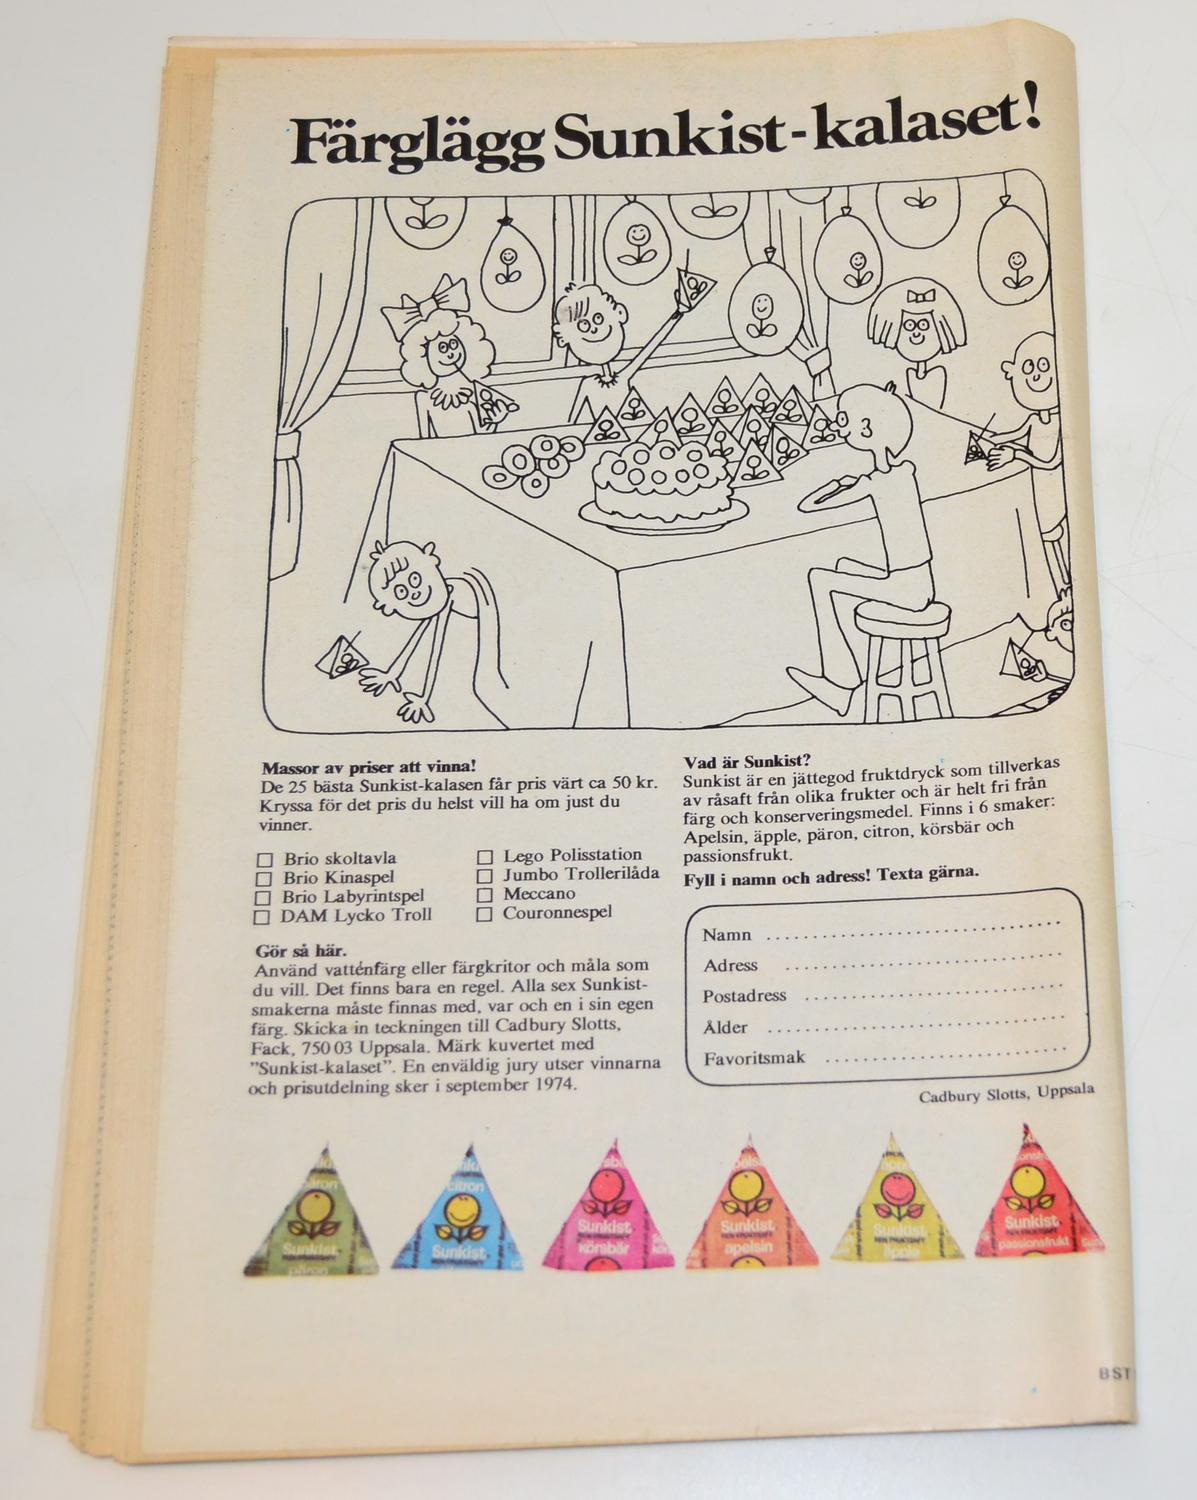 Färglägg Sunkist-kalaset!
Massor av priser att vinna!
De 25 bästa Sunkist-kalasen får pris värt ca 50 kr.
Kryssa för det pris du helst vill ha om just du
vinner.
☐ Brio skoltavla
☐ Brio Kinaspel
☐ Brio Labyrintspel
☐ DAM Lycko Troll
☐ Lego Polisstation
☐ Jumbo Trollerilåda
☐ Meccano
☐ Couronnespel
Gör så här.
Använd vattenfärg eller färgkritor och måla som
du vill. Det finns bara en regel. Alla sex Sunkist-
smakerna måste finnas med, var och en i sin egen
färg. Skicka in teckningen till Cadbury Slotts,
Fack, 750 03 Uppsala. Märk kuvertet med
”Sunkist-kalaset”. En enväldig jury utser vinnarna
och prisutdelning sker i september 1974.
Vad är Sunkist?
Sunkist är en jättegod fruktdryck som tillverkas
av råsaft från olika frukter och är helt fri från
färg och konserveringsmedel. Finns i 6 smaker:
Apelsin, äpple, päron, citron, körsbär och
passionsfrukt.
Fyll i namn och adress! Texta gärna.
Namn
Adress
Postadress
Ålder
Favoritsmak
Cadbury Slotts, Uppsala
päron
Sunkist
päron
citron
Sunkist
Sunkist
körsbär
Sunkist
apelsin
Sunkist
äpple
Sunkist
passionsfrukt
BST